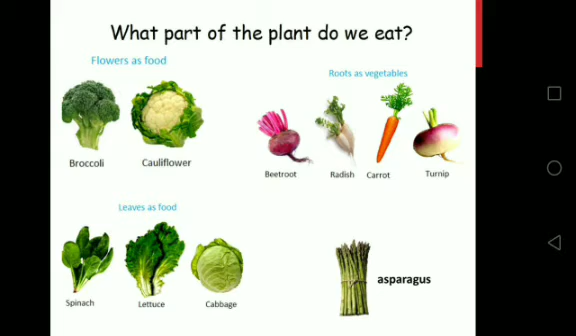 What part of the plant do we eat?
Flowers as food
Broccoli
Cauliflower
Roots as vegetables
Beetroot
Radish
Carrot
Turnip
Leaves as food
Spinach
Lettuce
Cabbage
asparagus